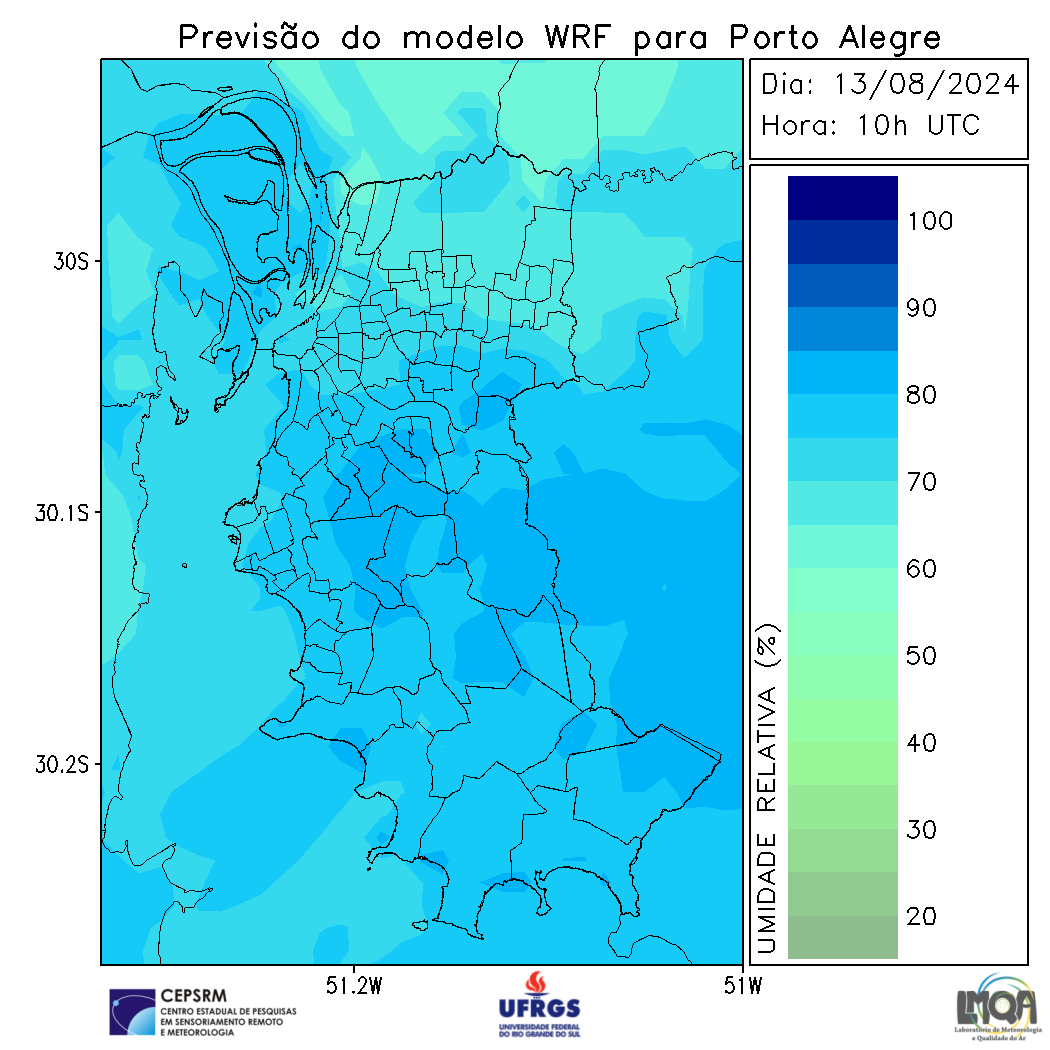 Previsão do modelo WRF para Porto Alegre
Dia: 13/08/2024
Hora: 10h UTC
30S
30.1S
30.2S
51.2W
51W
UMIDADE RELATIVA (%)
100
90
80
70
60
50
40
30
20
CEPSRM
CENTRO ESTADUAL DE PESQUISAS
EM SENSORIAMENTO REMOTO
E METEOROLOGIA
UFRGS
UNIVERSIDADE FEDERAL
DO RIO GRANDE DO SUL
LMQA
Laboratório de Meteorologia
e Qualidade do Ar